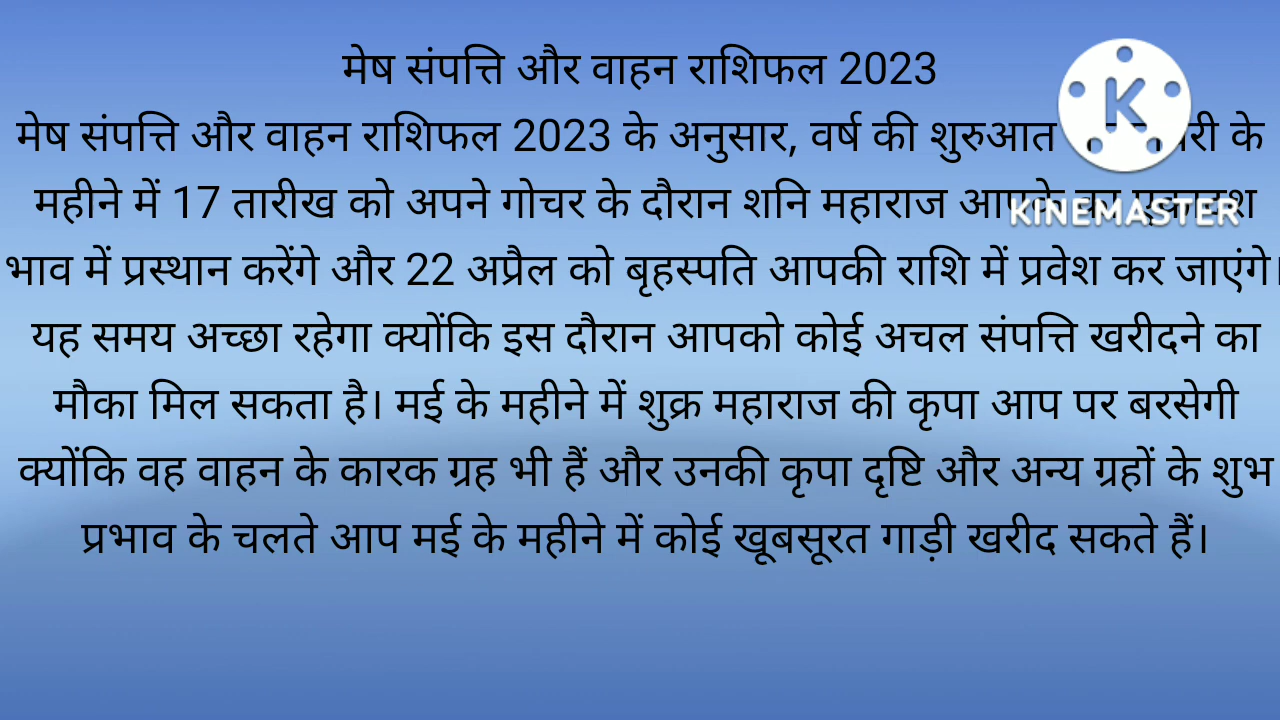 मेष संपत्ति और वाहन राशिफल 2023
मेष संपत्ति और वाहन राशिफल 2023 के अनुसार, वर्ष की शुरुआत के
महीने में 17 तारीख को अपने गोचर के दौरान शनि महाराज आपके
भाव में प्रस्थान करेंगे और 22 अप्रैल को बृहस्पति आपकी राशि में प्रवेश कर जाएंगे।
यह समय अच्छा रहेगा क्योंकि इस दौरान आपको कोई अचल संपत्ति खरीदने का
मौका मिल सकता है। मई के महीने में शुक्र महाराज की कृपा आप पर बरसेगी
क्योंकि वह वाहन के कारक ग्रह भी हैं और उनकी कृपा दृष्टि और अन्य ग्रहों के शुभ
प्रभाव के चलते आप मई के महीने में कोई खूबसूरत गाड़ी खरीद सकते हैं।
K
KINEMASTER